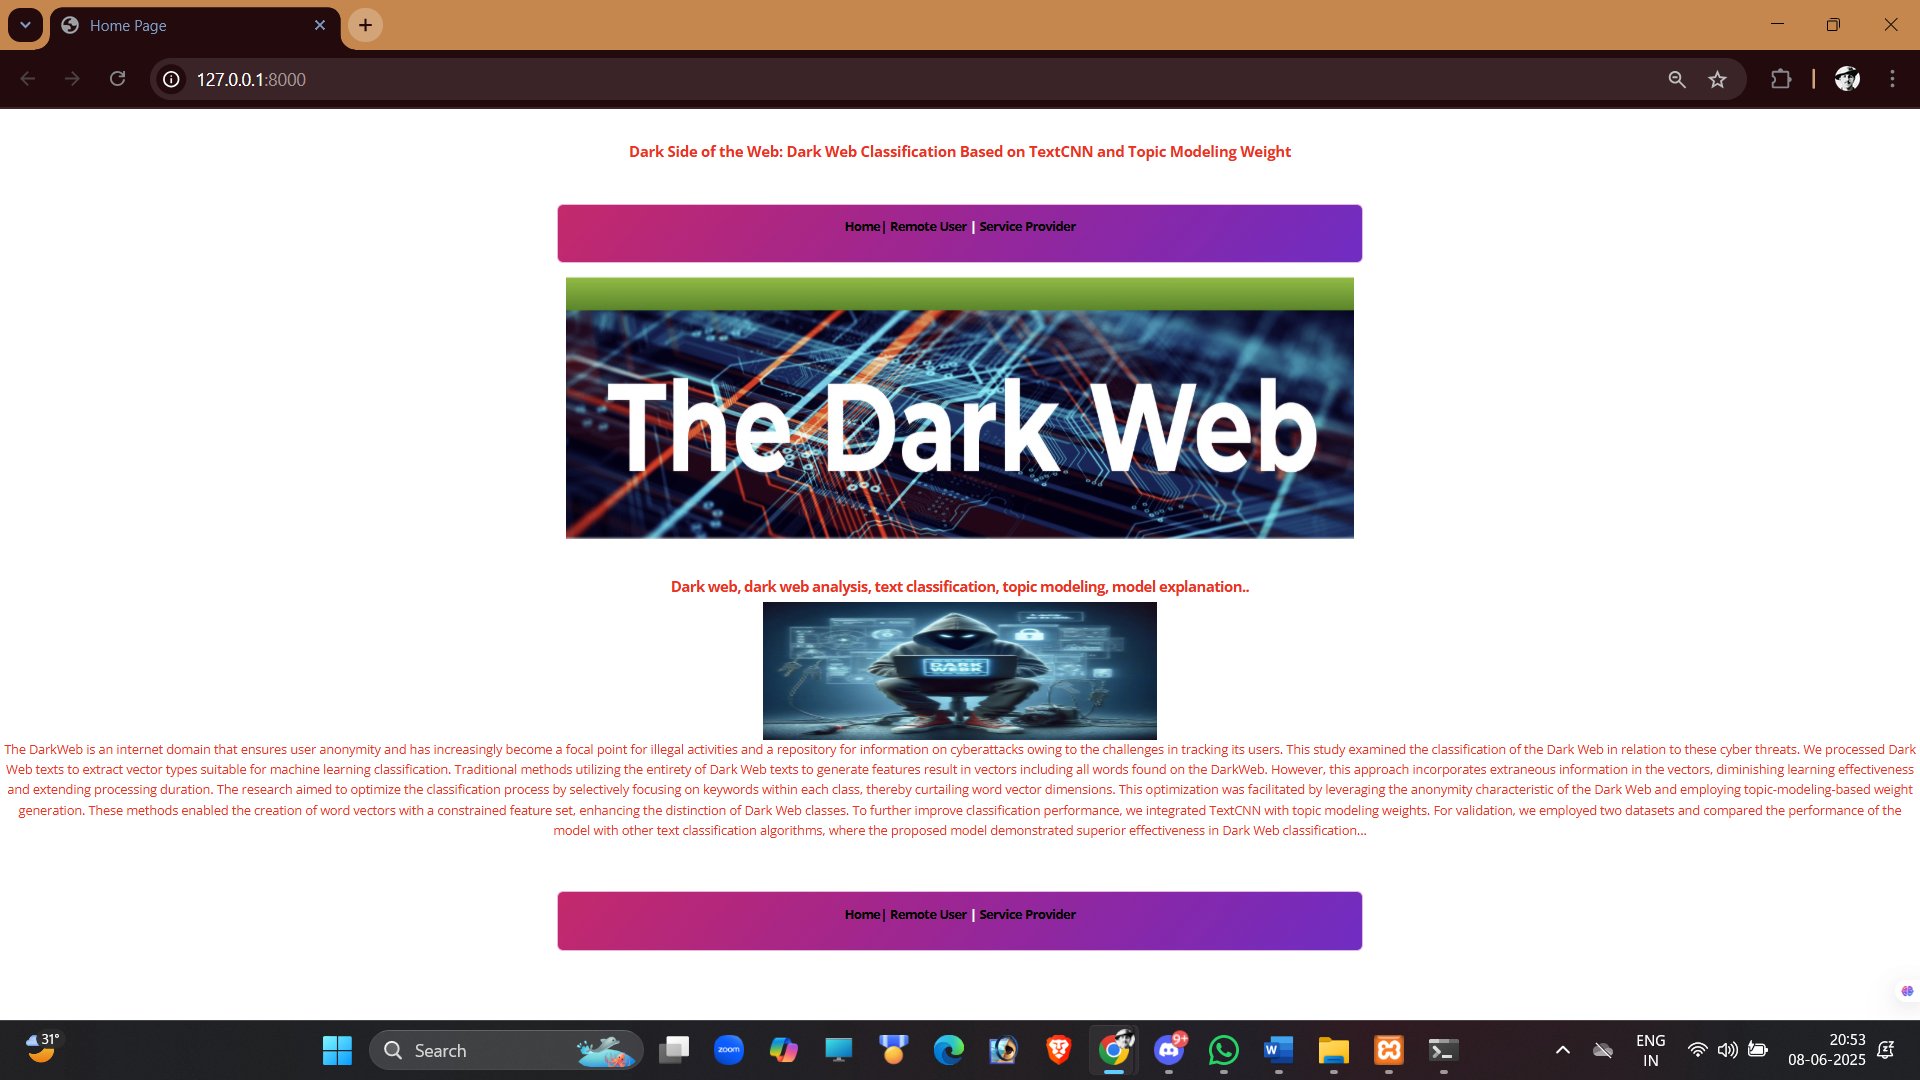 Home Page
127.0.0.1:8000
Dark Side of the Web: Dark Web Classification Based on TextCNN and Topic Modeling Weight
Home| Remote User | Service Provider
The Dark Web
Dark web, dark web analysis, text classification, topic modeling, model explanation..
DARK
WEEK
The DarkWeb is an internet domain that ensures user anonymity and has increasingly become a focal point for illegal activities and a repository for information on cyberattacks owing to the challenges in tracking its users. This study examined the classification of the Dark Web in relation to these cyber threats. We processed Dark
Web texts to extract vector types suitable for machine learning classification. Traditional methods utilizing the entirety of Dark Web texts to generate features result in vectors including all words found on the DarkWeb. However, this approach incorporates extraneous information in the vectors, diminishing learning effectiveness
and extending processing duration. The research aimed to optimize the classification process by selectively focusing on keywords within each class, thereby curtailing word vector dimensions. This optimization was facilitated by leveraging the anonymity characteristic of the Dark Web and employing topic-modeling-based weight
generation. These methods enabled the creation of word vectors with a constrained feature set, enhancing the distinction of Dark Web classes. To further improve classification performance, we integrated TextCNN with topic modeling weights. For validation, we employed two datasets and compared the performance of the
model with other text classification algorithms, where the proposed model demonstrated superior effectiveness in Dark Web classification...
Home| Remote User | Service Provider
31°
Search
zoom
9+
W
ENG
IN
20:53
08-06-2025